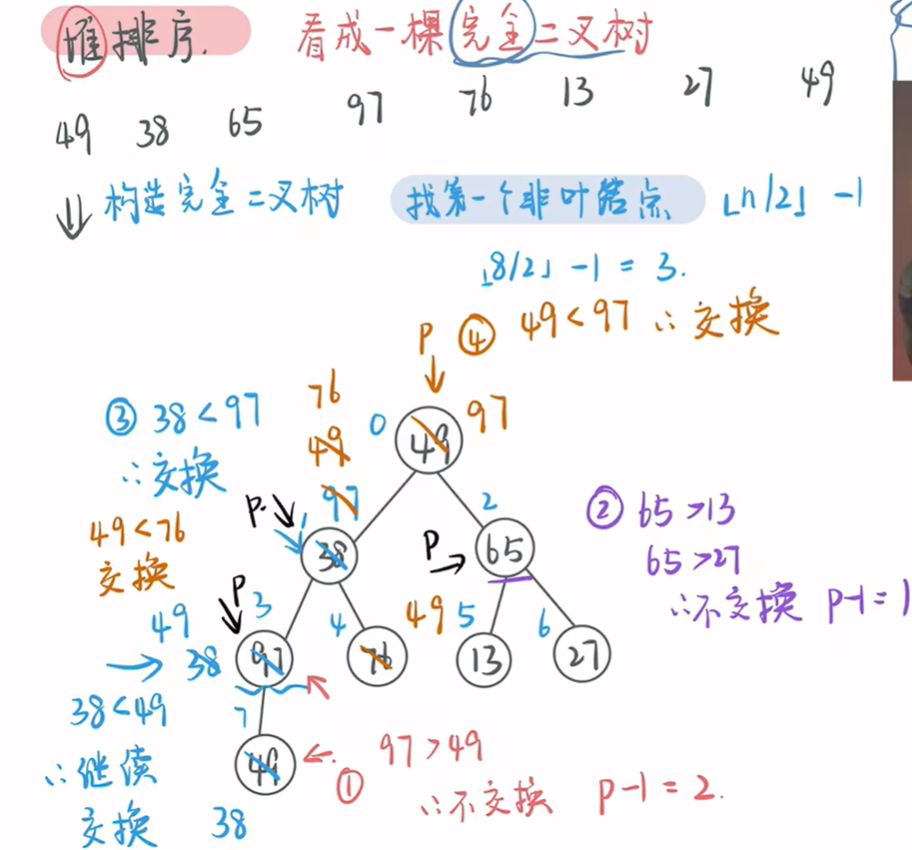 堆排序. 看成一棵完全二叉树
49 38 65 97 76 13 27 49
⇓ 构造完全二叉树 找第一个非叶结点 ⌊n/2⌋ -1
⌊8/2⌋ -1 = 3.
P ④ 49<97 ∴交换
③ 38<97
∴交换
76
49
97
0 49 97
49<76
交换
P. 1 38
P 2 65
② 65>13
65>27
∴不交换 P-1=1
49
→ 38
P 3 97
4 76 49
5 13
6 27
38<49
∴继续
交换 38
7 49
← ① 97>49
∴不交换 P-1=2.